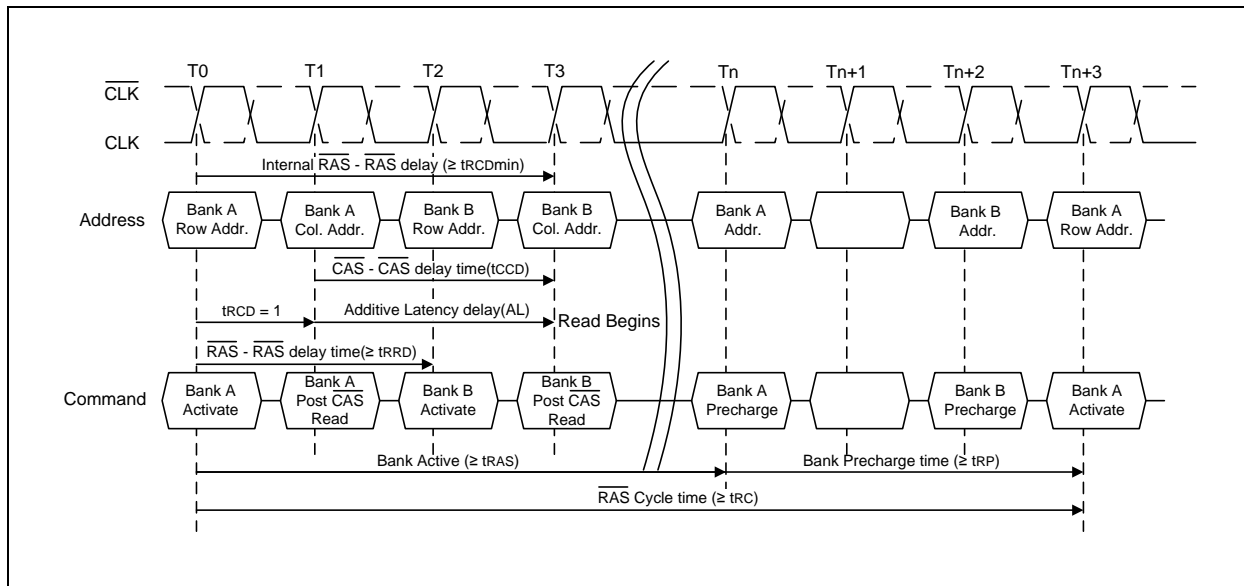 T0 T1 T2 T3 Tn Tn+1 Tn+2 Tn+3
CLK
CLK
Internal RAS - RAS delay (≥ tRCDmin)
Address
Bank A
Row Addr.
Bank A
Col. Addr.
Bank B
Row Addr.
Bank B
Col. Addr.
Bank A
Addr.
Bank B
Addr.
Bank A
Row Addr.
CAS - CAS delay time(tCCD)
tRCD = 1
Additive Latency delay(AL)
Read Begins
RAS - RAS delay time(≥ tRRD)
Command
Bank A
Activate
Bank A
Post CAS
Read
Bank B
Activate
Bank B
Post CAS
Read
Bank A
Precharge
Bank B
Precharge
Bank A
Activate
Bank Active (≥ tRAS)
Bank Precharge time (≥ tRP)
RAS Cycle time (≥ tRC)